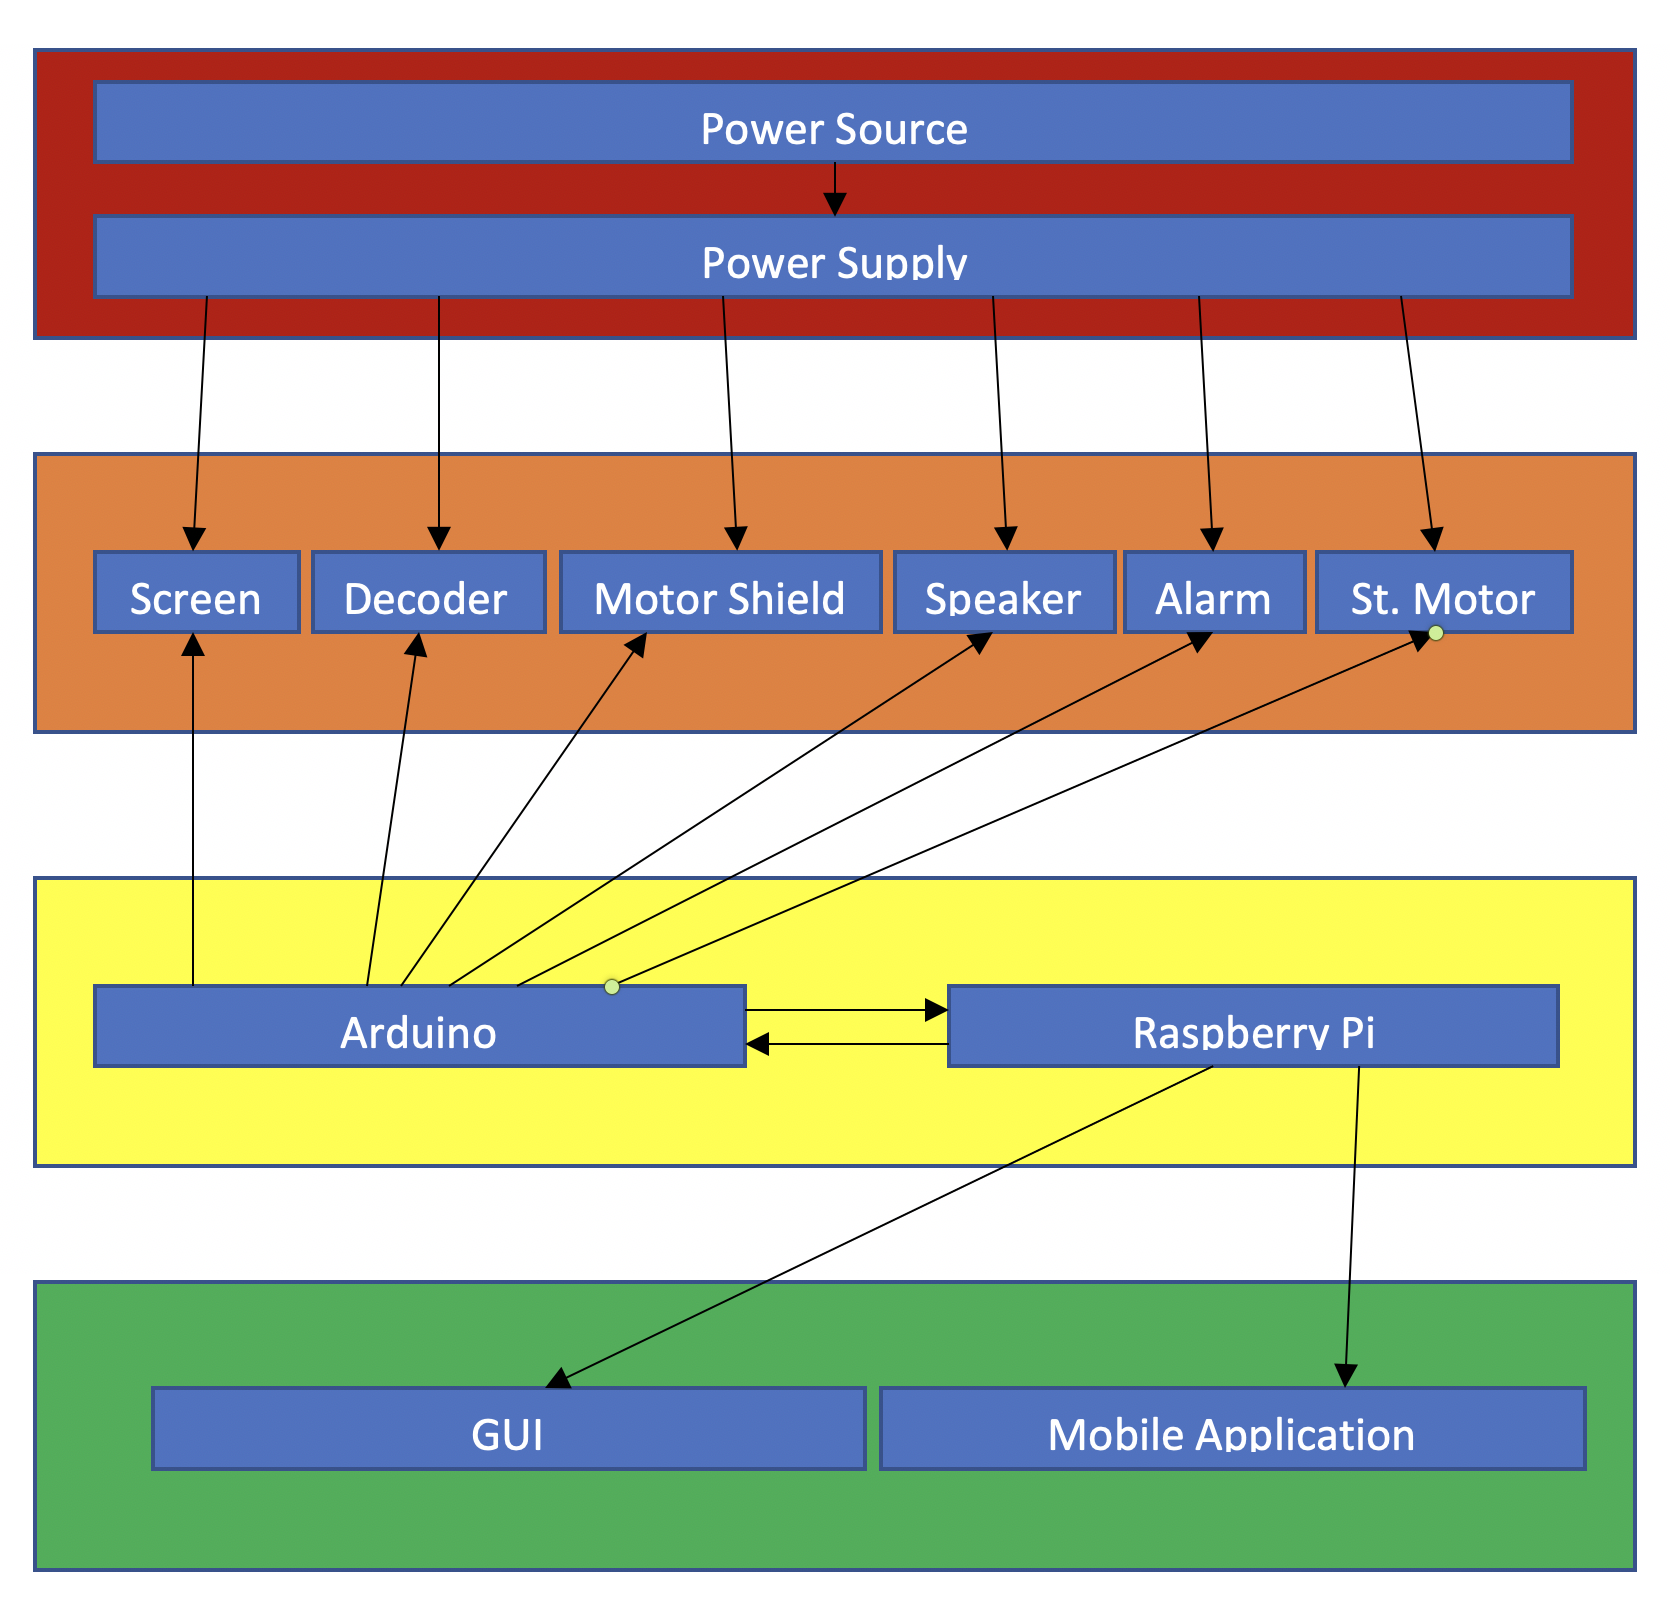 Power Source
Power Supply
Screen
Decoder
Motor Shield
Speaker
Alarm
St. Motor
Arduino
Raspberry Pi
GUI
Mobile Application